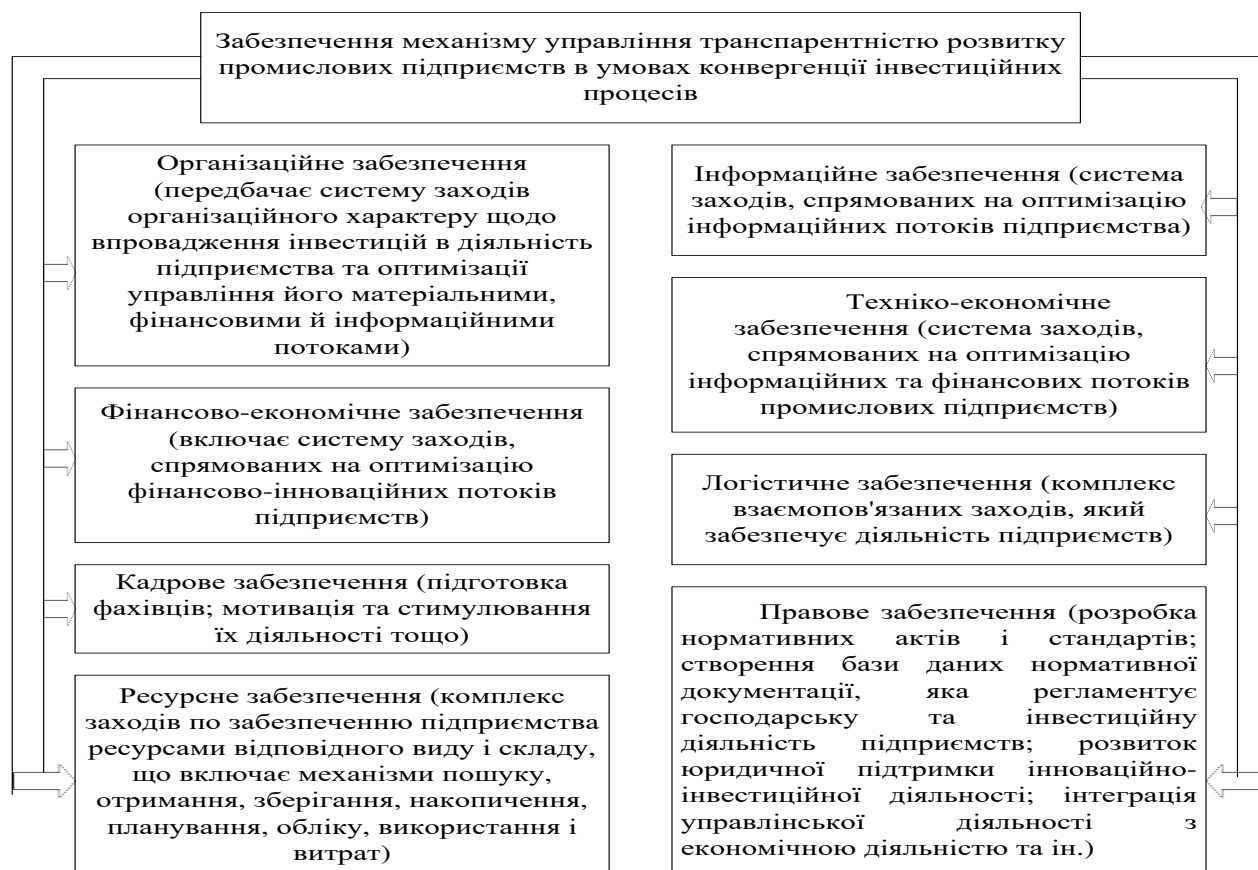 Забезпечення механізму управління транспарентністю розвитку
промислових підприємств в умовах конвергенції інвестиційних
процесів
Організаційне забезпечення
(передбачає систему заходів
організаційного характеру щодо
впровадження інвестицій в діяльність
підприємства та оптимізації
управління його матеріальними,
фінансовими й інформаційними
потоками)
Фінансово-економічне забезпечення
(включає систему заходів,
спрямованих на оптимізацію
фінансово-інноваційних потоків
підприємств)
Кадрове забезпечення (підготовка
фахівців; мотивація та стимулювання
їх діяльності тощо)
Ресурсне забезпечення (комплекс
заходів по забезпеченню підприємства
ресурсами відповідного виду і складу,
що включає механізми пошуку,
отримання, зберігання, накопичення,
планування, обліку, використання і
витрат)
Інформаційне забезпечення (система
заходів, спрямованих на оптимізацію
інформаційних потоків підприємства)
Техніко-економічне
забезпечення (система заходів,
спрямованих на оптимізацію
інформаційних та фінансових потоків
промислових підприємств)
Логістичне забезпечення (комплекс
взаємопов'язаних заходів, який
забезпечує діяльність підприємств)
Правове забезпечення (розробка
нормативних актів і стандартів;
створення бази даних нормативної
документації, яка регламентує
господарську та інвестиційну
діяльність підприємств; розвиток
юридичної підтримки інноваційно-
інвестиційної діяльності; інтеграція
управлінської діяльності з
економічною діяльністю та ін.)